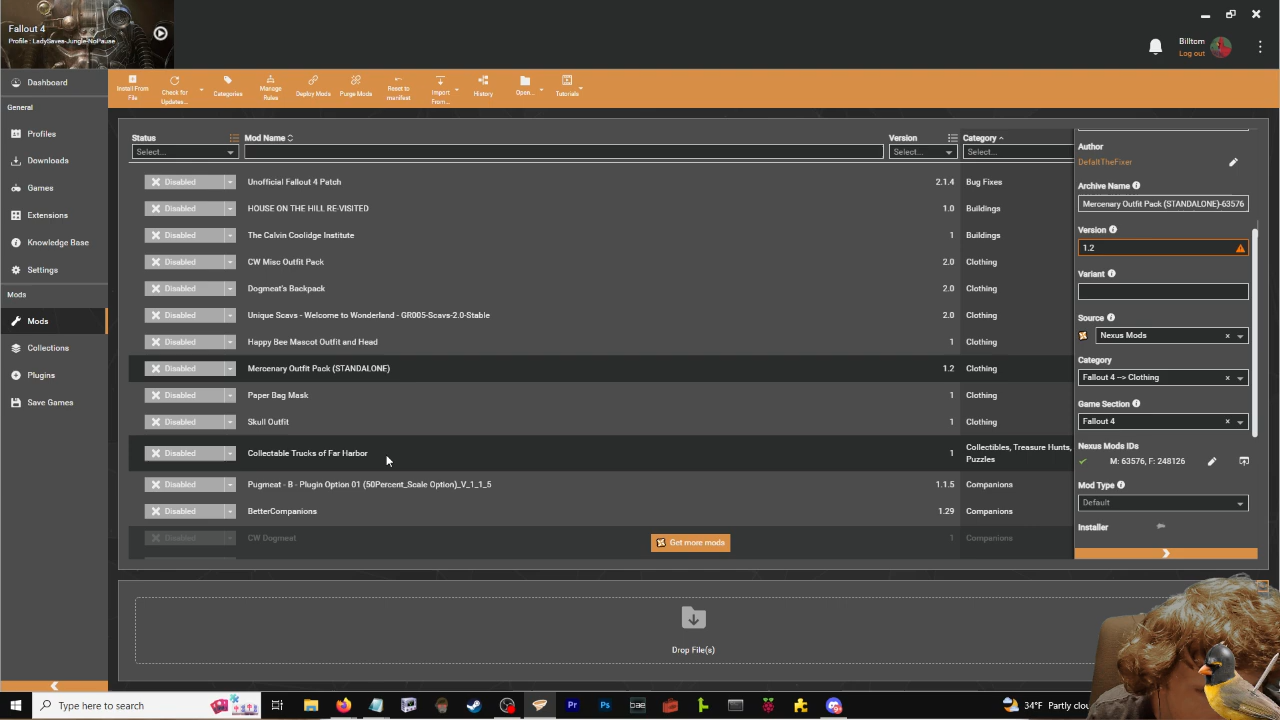 Fallout 4
Profile : LadySaves-Jungle-NoPause
Billtom
Log out
Dashboard
General
Profiles
Downloads
Games
Extensions
Knowledge Base
Settings
Mods
Mods
Collections
Plugins
Save Games
Install From File
Check for Updates...
Categories
Manage Rules
Deploy Mods
Purge Mods
Reset to manifest
Import From...
History
Open...
Tutorials
Status
Mod Name
Version
Category
Select...
Select...
Select...
Disabled Unofficial Fallout 4 Patch 2.1.4 Bug Fixes
Disabled HOUSE ON THE HILL RE-VISITED 1.0 Buildings
Disabled The Calvin Coolidge Institute 1 Buildings
Disabled CW Misc Outfit Pack 2.0 Clothing
Disabled Dogmeat's Backpack 2.0 Clothing
Disabled Unique Scavs - Welcome to Wonderland - GR005-Scavs-2.0-Stable 2.0 Clothing
Disabled Happy Bee Mascot Outfit and Head 1 Clothing
Disabled Mercenary Outfit Pack (STANDALONE) 1.2 Clothing
Disabled Paper Bag Mask 1 Clothing
Disabled Skull Outfit 1 Clothing
Disabled Collectable Trucks of Far Harbor 1 Collectibles, Treasure Hunts, Puzzles
Disabled Pugmeat - B - Plugin Option 01 (50Percent_Scale Option)_V_1_1_5 1.1.5 Companions
Disabled BetterCompanions 1.29 Companions
Disabled CW Dogmeat 1 Companions
Get more mods
Author
DefaltTheFixer
Archive Name
Mercenary Outfit Pack (STANDALONE)-63576
Version
1.2
Variant
Source
Nexus Mods
Category
Fallout 4 --> Clothing
Game Section
Fallout 4
Nexus Mods IDs
M: 63576, F: 248126
Mod Type
Default
Installer
Drop File(s)
Type here to search
Pr
Ps
bae
34°F Partly clou